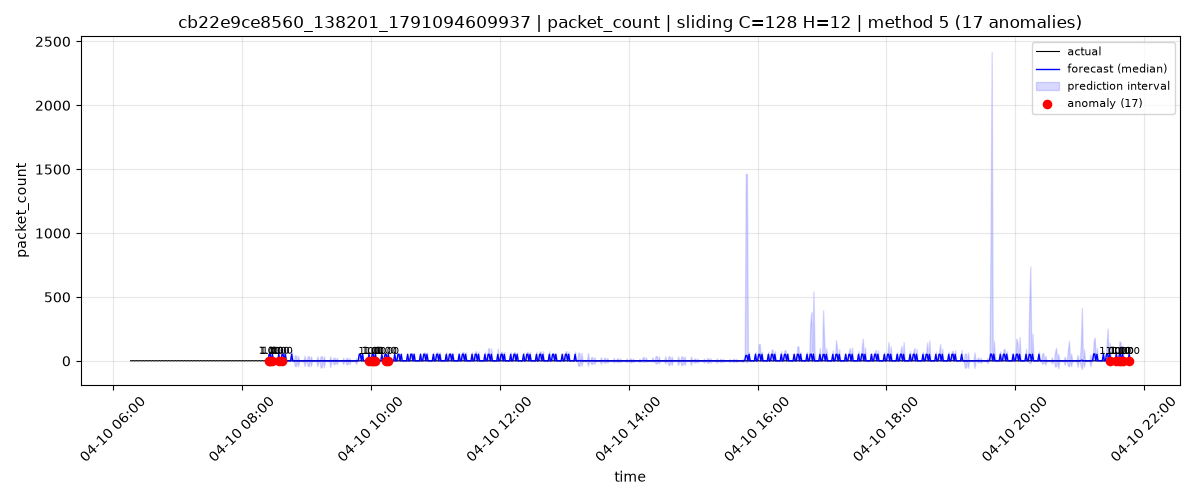 cb22e9ce8560_138201_1791094609937 | packet_count | sliding C=128 H=12 | method 5 (17 anomalies)
actual
forecast (median)
prediction interval
anomaly (17)
packet_count
2500
2000
1500
1000
500
0
04-10 06:00
04-10 08:00
04-10 10:00
04-10 12:00
04-10 14:00
04-10 16:00
04-10 18:00
04-10 20:00
04-10 22:00
time